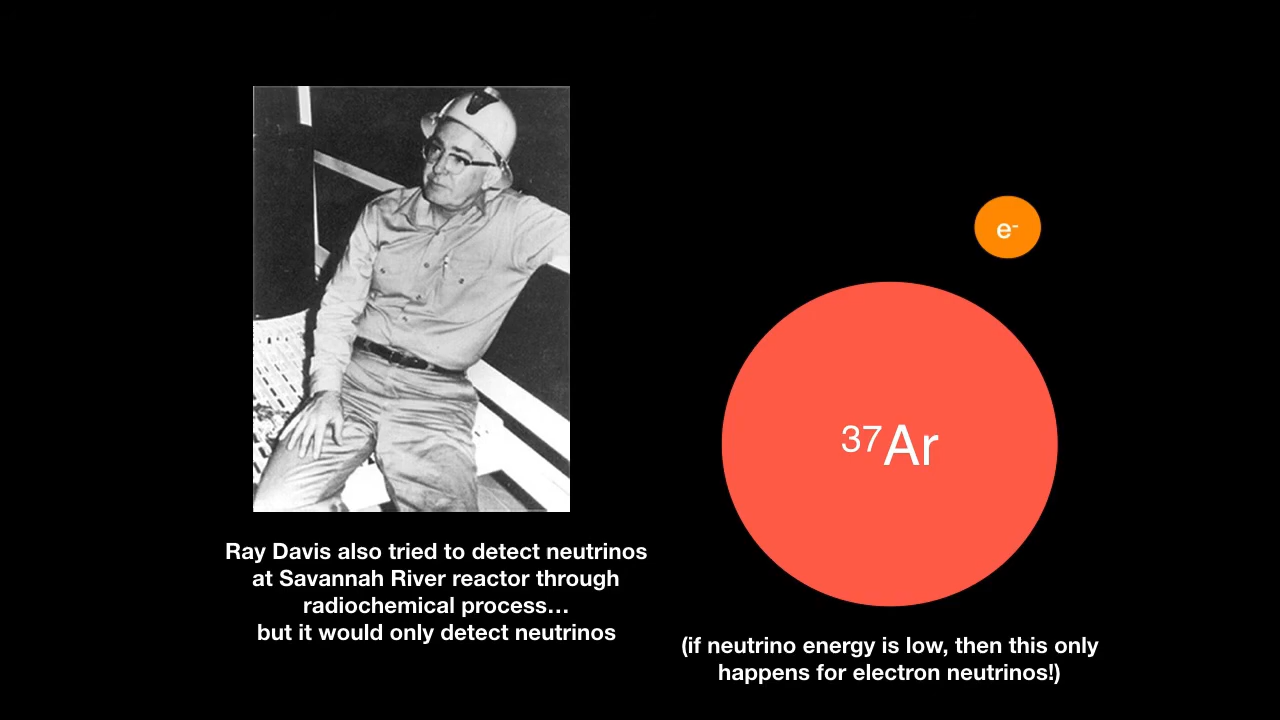 e⁻
³⁷Ar
Ray Davis also tried to detect neutrinos
at Savannah River reactor through
radiochemical process…
but it would only detect neutrinos
(if neutrino energy is low, then this only
happens for electron neutrinos!)